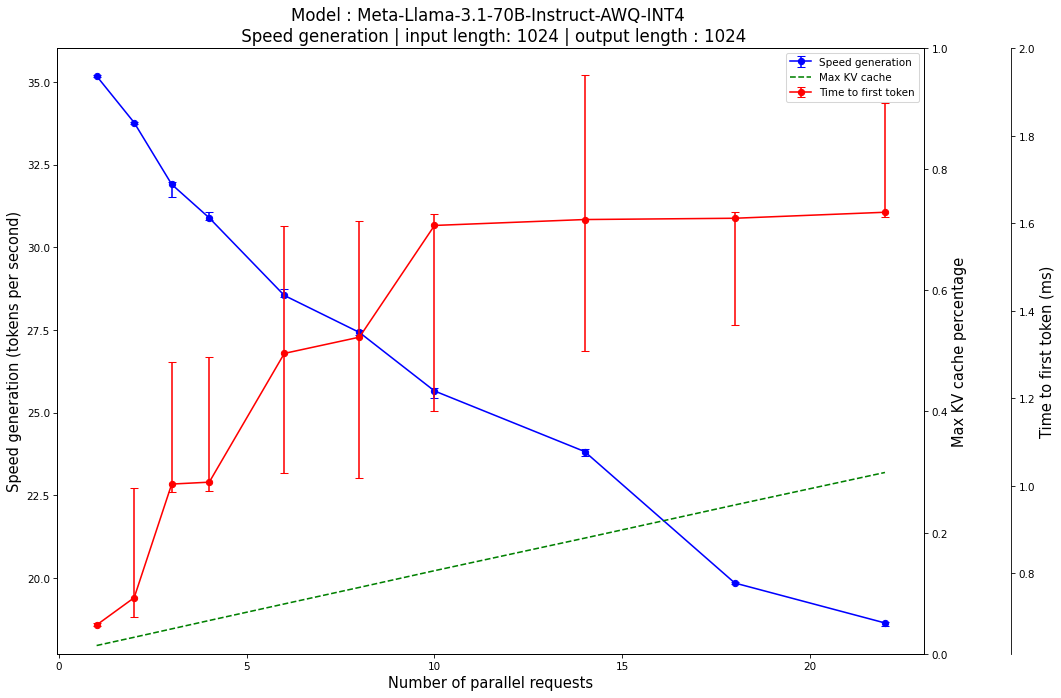 Model : Meta-Llama-3.1-70B-Instruct-AWQ-INT4
Speed generation | input length: 1024 | output length : 1024
Speed generation
Max KV cache
Time to first token
Speed generation (tokens per second)
35.0
32.5
30.0
27.5
25.0
22.5
20.0
0
5
10
15
20
Number of parallel requests
1.0
0.8
0.6
0.4
0.2
0.0
Max KV cache percentage
2.0
1.8
1.6
1.4
1.2
1.0
0.8
Time to first token (ms)